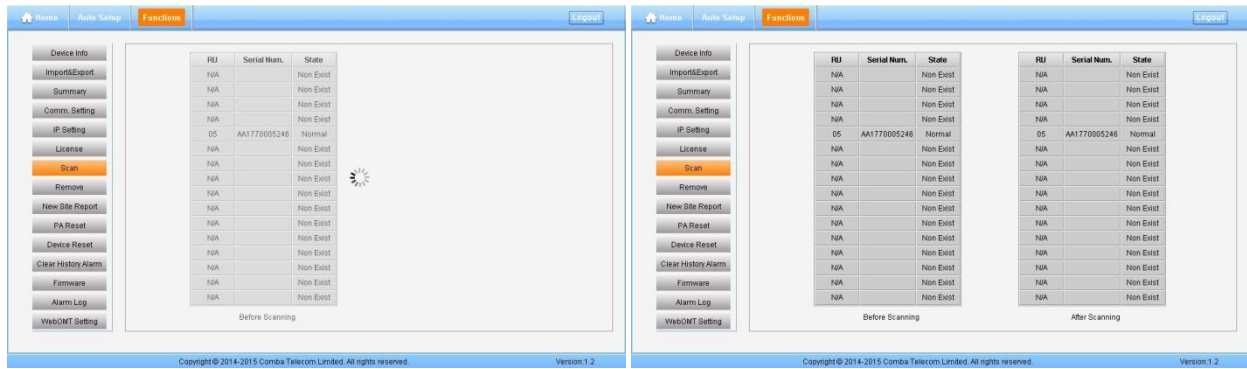 Home Auto Setup Functions Logout
Device Info
Import&Export
Summary
Comm. Setting
IP Setting
License
Scan
Remove
New Site Report
PA Reset
Device Reset
Clear History Alarm
Firmware
Alarm Log
WebOMT Setting
RU Serial Num. State
N/A Non Exist
N/A Non Exist
N/A Non Exist
N/A Non Exist
05 AA1770005246 Normal
N/A Non Exist
N/A Non Exist
N/A Non Exist
N/A Non Exist
N/A Non Exist
N/A Non Exist
N/A Non Exist
N/A Non Exist
N/A Non Exist
N/A Non Exist
N/A Non Exist
Before Scanning
Copyright© 2014-2015 Comba Telecom Limited. All rights reserved. Version:1.2
Home Auto Setup Functions Logout
Device Info
Import&Export
Summary
Comm. Setting
IP Setting
License
Scan
Remove
New Site Report
PA Reset
Device Reset
Clear History Alarm
Firmware
Alarm Log
WebOMT Setting
RU Serial Num. State RU Serial Num. State
N/A Non Exist N/A Non Exist
N/A Non Exist N/A Non Exist
N/A Non Exist N/A Non Exist
N/A Non Exist N/A Non Exist
05 AA1770005246 Normal 05 AA1770005246 Normal
N/A Non Exist N/A Non Exist
N/A Non Exist N/A Non Exist
N/A Non Exist N/A Non Exist
N/A Non Exist N/A Non Exist
N/A Non Exist N/A Non Exist
N/A Non Exist N/A Non Exist
N/A Non Exist N/A Non Exist
N/A Non Exist N/A Non Exist
N/A Non Exist N/A Non Exist
N/A Non Exist N/A Non Exist
N/A Non Exist N/A Non Exist
Before Scanning After Scanning
Copyright© 2014-2015 Comba Telecom Limited. All rights reserved. Version:1.2